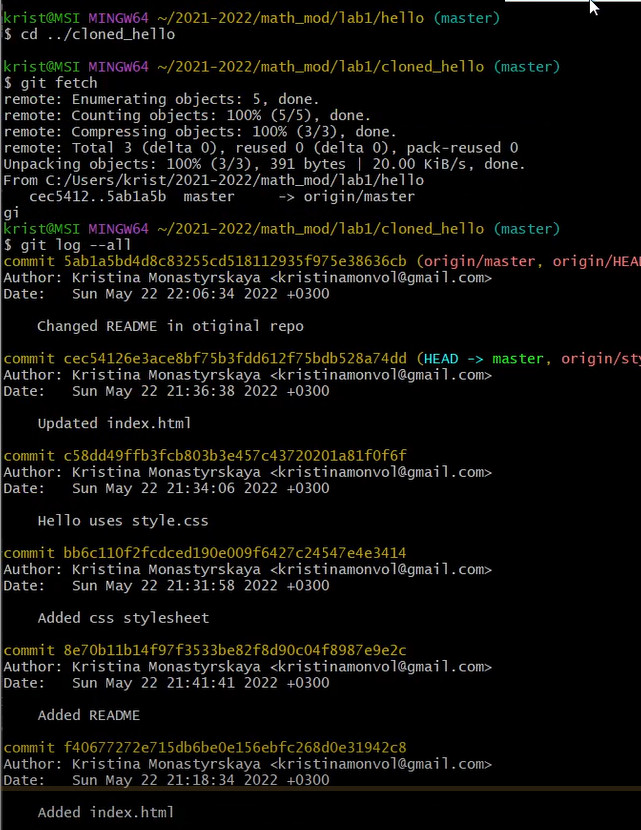 krist@MSI MINGW64 ~/2021-2022/math_mod/lab1/hello (master)
$ cd ../cloned_hello
krist@MSI MINGW64 ~/2021-2022/math_mod/lab1/cloned_hello (master)
$ git fetch
remote: Enumerating objects: 5, done.
remote: Counting objects: 100% (5/5), done.
remote: Compressing objects: 100% (3/3), done.
remote: Total 3 (delta 0), reused 0 (delta 0), pack-reused 0
Unpacking objects: 100% (3/3), 391 bytes | 20.00 KiB/s, done.
From C:/Users/krist/2021-2022/math_mod/lab1/hello
   cec5412..5ab1a5b  master     -> origin/master
gi
krist@MSI MINGW64 ~/2021-2022/math_mod/lab1/cloned_hello (master)
$ git log --all
commit 5ab1a5bd4d8c83255cd518112935f975e38636cb (origin/master, origin/HEA
Author: Kristina Monastyrskaya <kristinamonvol@gmail.com>
Date:   Sun May 22 22:06:34 2022 +0300
    Changed README in otiginal repo
commit cec54126e3ace8bf75b3fdd612f75bdb528a74dd (HEAD -> master, origin/sty
Author: Kristina Monastyrskaya <kristinamonvol@gmail.com>
Date:   Sun May 22 21:36:38 2022 +0300
    Updated index.html
commit c58dd49ffb3fcb803b3e457c43720201a81f0f6f
Author: Kristina Monastyrskaya <kristinamonvol@gmail.com>
Date:   Sun May 22 21:34:06 2022 +0300
    Hello uses style.css
commit bb6c110f2fcdced190e009f6427c24547e4e3414
Author: Kristina Monastyrskaya <kristinamonvol@gmail.com>
Date:   Sun May 22 21:31:58 2022 +0300
    Added css stylesheet
commit 8e70b11b14f97f3533be82f8d90c04f8987e9e2c
Author: Kristina Monastyrskaya <kristinamonvol@gmail.com>
Date:   Sun May 22 21:41:41 2022 +0300
    Added README
commit f40677272e715db6be0e156ebfc268d0e31942c8
Author: Kristina Monastyrskaya <kristinamonvol@gmail.com>
Date:   Sun May 22 21:18:34 2022 +0300
    Added index.html